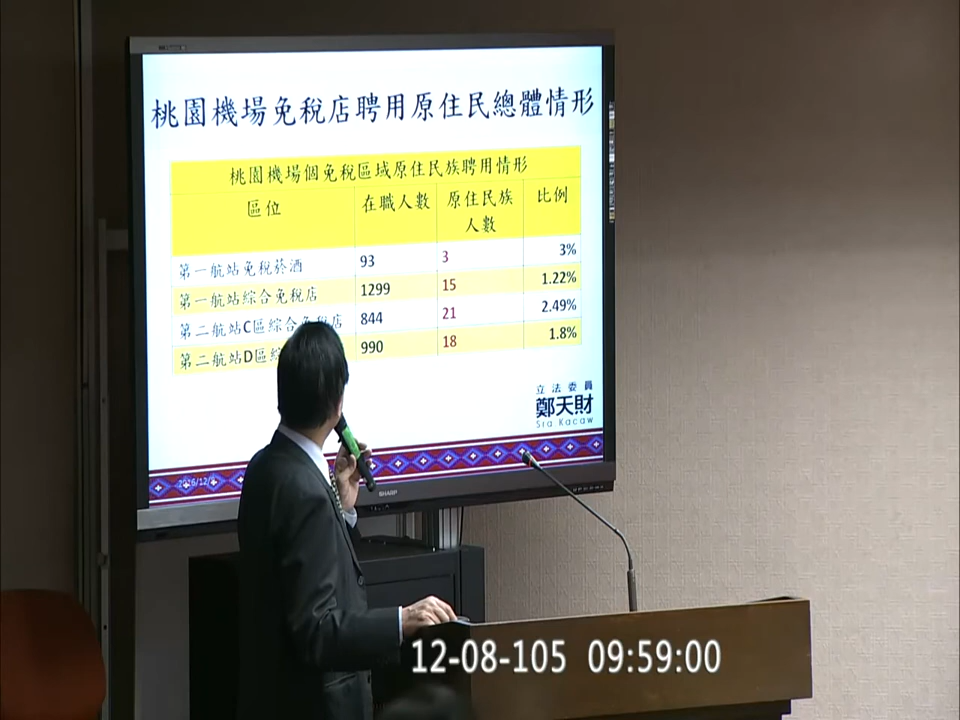 桃園機場免稅店聘用原住民總體情形
桃園機場個免稅區域原住民族聘用情形
區位 在職人數 原住民族人數 比例
第一航站免稅菸酒 93 3 3%
第一航站綜合免稅店 1299 15 1.22%
第二航站C區綜合免稅店 844 21 2.49%
第二航站D區綜 990 18 1.8%
立法委員
鄭天財
Sra Kacaw
SHARP
12-08-105 09:59:00